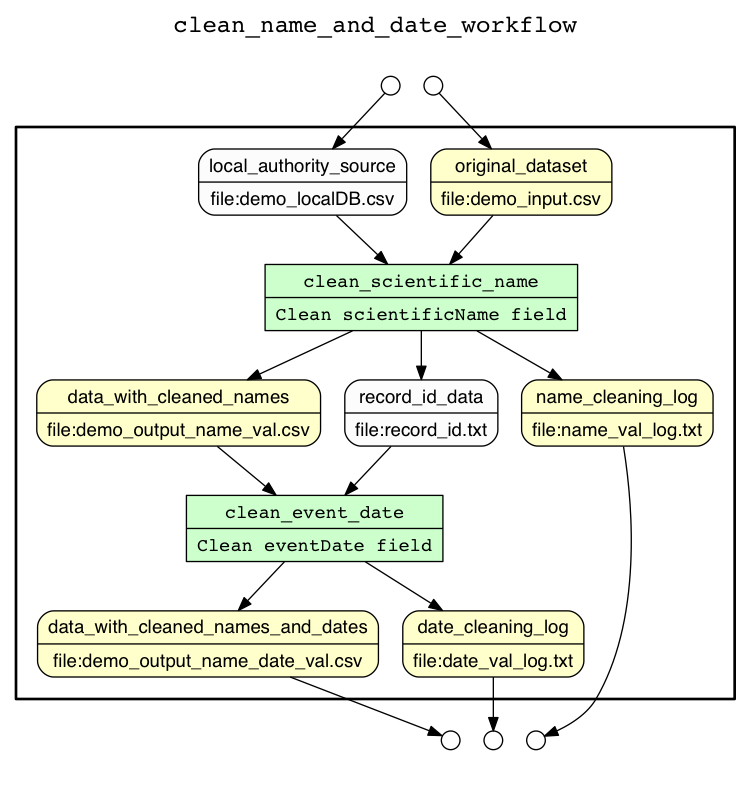 clean_name_and_date_workflow
local_authority_source
file:demo_localDB.csv
original_dataset
file:demo_input.csv
clean_scientific_name
Clean scientificName field
data_with_cleaned_names
file:demo_output_name_val.csv
record_id_data
file:record_id.txt
name_cleaning_log
file:name_val_log.txt
clean_event_date
Clean eventDate field
data_with_cleaned_names_and_dates
file:demo_output_name_date_val.csv
date_cleaning_log
file:date_val_log.txt